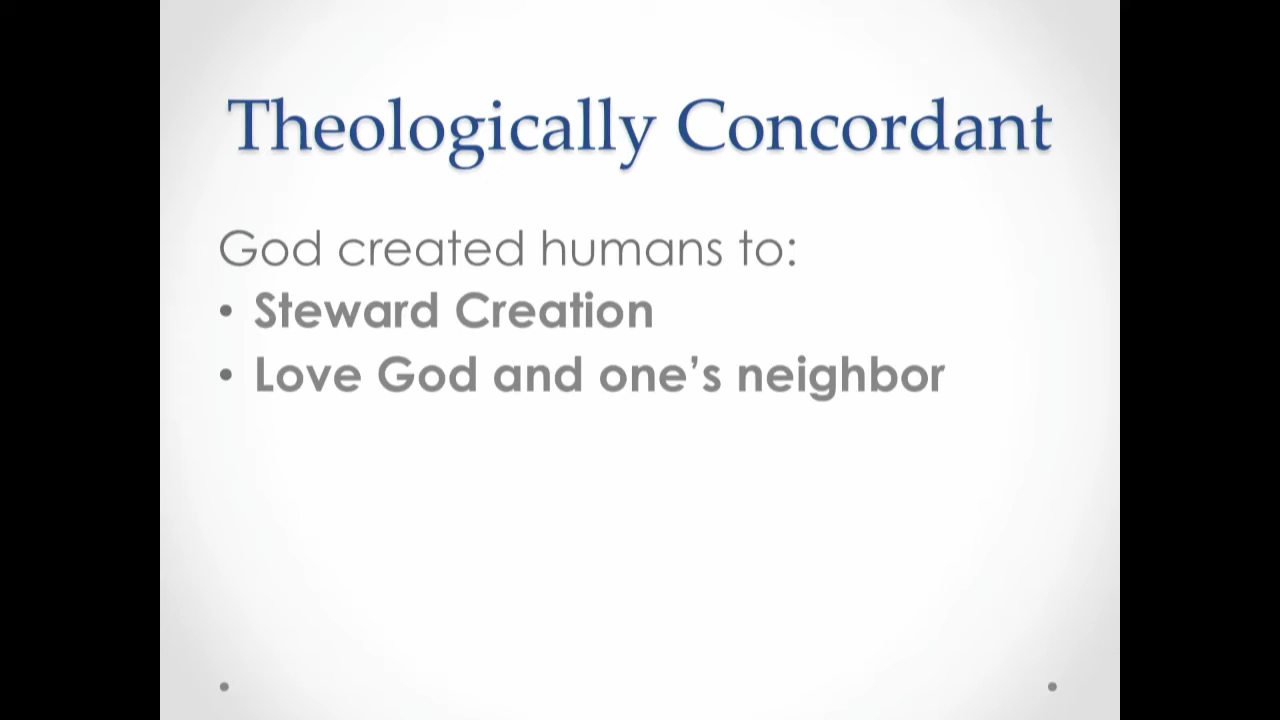 Theologically Concordant
God created humans to:
• Steward Creation
• Love God and one’s neighbor